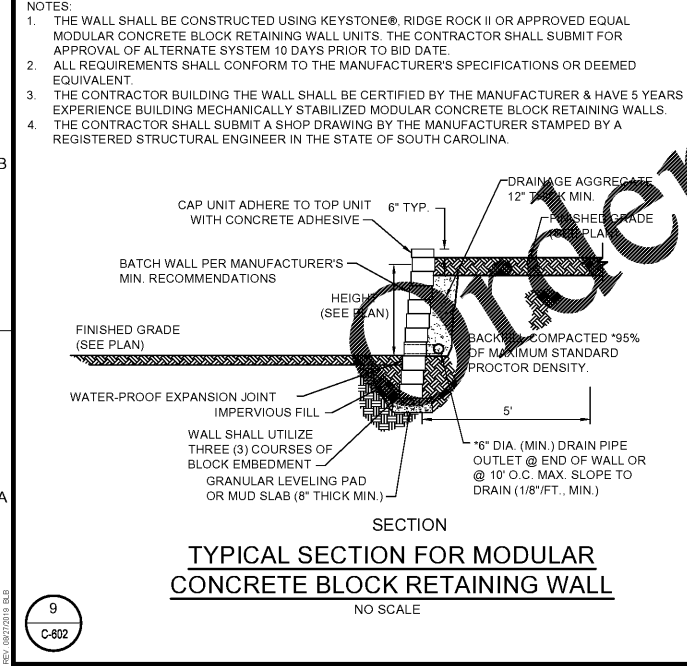 NOTES:
1. THE WALL SHALL BE CONSTRUCTED USING KEYSTONE®, RIDGE ROCK II OR APPROVED EQUAL
MODULAR CONCRETE BLOCK RETAINING WALL UNITS. THE CONTRACTOR SHALL SUBMIT FOR
APPROVAL OF ALTERNATE SYSTEM 10 DAYS PRIOR TO BID DATE.
2. ALL REQUIREMENTS SHALL CONFORM TO THE MANUFACTURER'S SPECIFICATIONS OR DEEMED
EQUIVALENT.
3. THE CONTRACTOR BUILDING THE WALL SHALL BE CERTIFIED BY THE MANUFACTURER & HAVE 5 YEARS
EXPERIENCE BUILDING MECHANICALLY STABILIZED MODULAR CONCRETE BLOCK RETAINING WALLS.
4. THE CONTRACTOR SHALL SUBMIT A SHOP DRAWING BY THE MANUFACTURER STAMPED BY A
REGISTERED STRUCTURAL ENGINEER IN THE STATE OF SOUTH CAROLINA.
B
DRAINAGE AGGREGATE
12" THICK MIN.
CAP UNIT ADHERE TO TOP UNIT
WITH CONCRETE ADHESIVE
6" TYP.
FINISHED GRADE
(SEE PLAN)
BATCH WALL PER MANUFACTURER'S
MIN. RECOMMENDATIONS
HEIGHT
(SEE PLAN)
FINISHED GRADE
(SEE PLAN)
BACKFILL COMPACTED *95%
OF MAXIMUM STANDARD
PROCTOR DENSITY.
WATER-PROOF EXPANSION JOINT
IMPERVIOUS FILL
5'
WALL SHALL UTILIZE
THREE (3) COURSES OF
BLOCK EMBEDMENT
GRANULAR LEVELING PAD
OR MUD SLAB (8" THICK MIN.)
*6" DIA. (MIN.) DRAIN PIPE
OUTLET @ END OF WALL OR
@ 10' O.C. MAX. SLOPE TO
DRAIN (1/8"/FT., MIN.)
A
SECTION
TYPICAL SECTION FOR MODULAR
CONCRETE BLOCK RETAINING WALL
NO SCALE
9
C-602
REV. 09/27/2019 BLB
Order